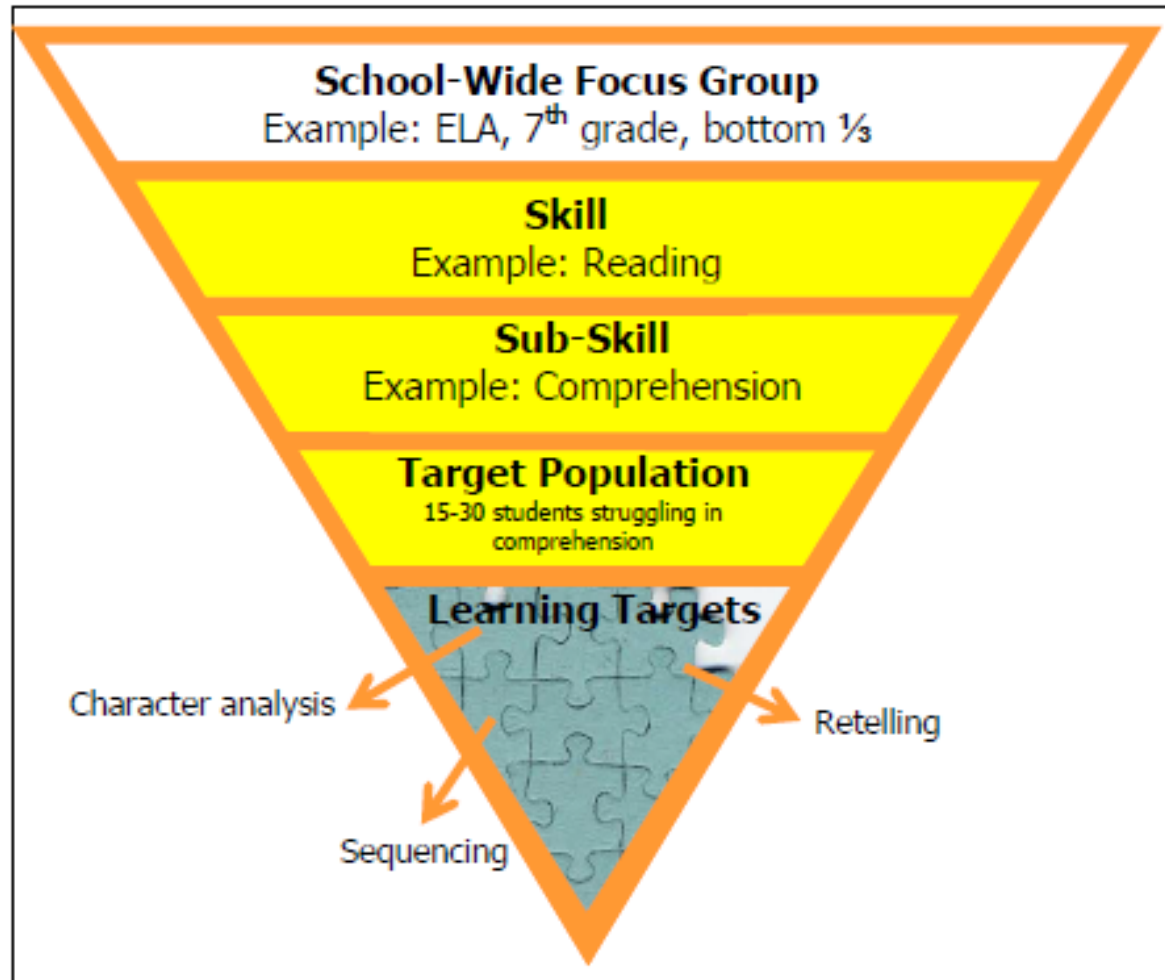 School-Wide Focus Group
Example: ELA, 7th grade, bottom ⅓
Skill
Example: Reading
Sub-Skill
Example: Comprehension
Target Population
15-30 students struggling in
comprehension
Learning Targets
Character analysis
Retelling
Sequencing